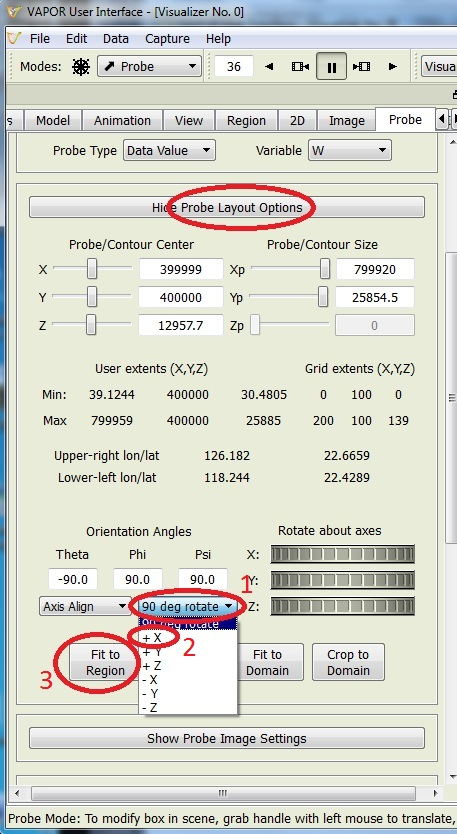 VAPOR User Interface - [Visualizer No. 0]
File Edit Data Capture Help
Modes: Probe 36 Visua
s Model Animation View Region 2D Image Probe
Probe Type Data Value Variable W
Hide Probe Layout Options
Probe/Contour Center Probe/Contour Size
X 399999 Xp 799920
Y 400000 Yp 25854.5
Z 12957.7 Zp 0
User extents (X,Y,Z) Grid extents (X,Y,Z)
Min: 39.1244 400000 30.4805 0 100 0
Max 799959 400000 25885 200 100 139
Upper-right lon/lat 126.182 22.6659
Lower-left lon/lat 118.244 22.4289
Orientation Angles Rotate about axes
Theta Phi Psi X:
-90.0 90.0 90.0 1 Y:
Axis Align 90 deg rotate Z:
90 deg rotate
+ X 2
+ Y
+ Z
- X
- Y
- Z
3 Fit to Region
Fit to Domain
Crop to Domain
Show Probe Image Settings
Probe Mode: To modify box in scene, grab handle with left mouse to translate,